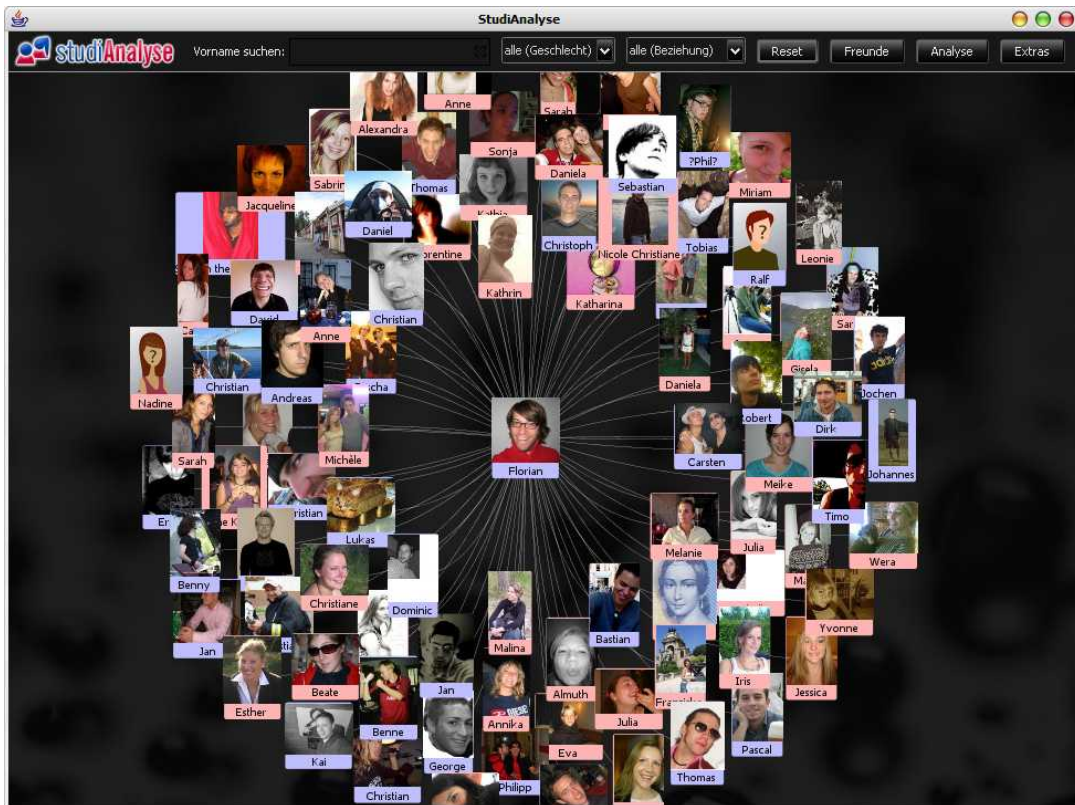 StudiAnalyse
studiAnalyse
Vorname suchen:
alle (Geschlecht)
alle (Beziehung)
Reset
Freunde
Analyse
Extras
Anne
Sarah
Alexandra
Sonja
Daniela
Sebastian
?Phil?
Thomas
Miriam
Jacqueline
Daniel
Christoph
Nicole Christiane
Tobias
Leonie
Ralf
Kathrin
Katharina
David
Christian
Anne
Christian
Andreas
Daniela
Gisela
Jochen
Nadine
Robert
Dirk
Sarah
Michèle
Florian
Carsten
Meike
Johannes
Timo
Lukas
Melanie
Julia
Wera
Benny
Christiane
Dominic
Bastian
Yvonne
Jan
Malina
Iris
Jessica
Esther
Beate
Jan
Almuth
Julia
Benne
Annika
Pascal
Kai
George
Eva
Thomas
Christian
Philipp